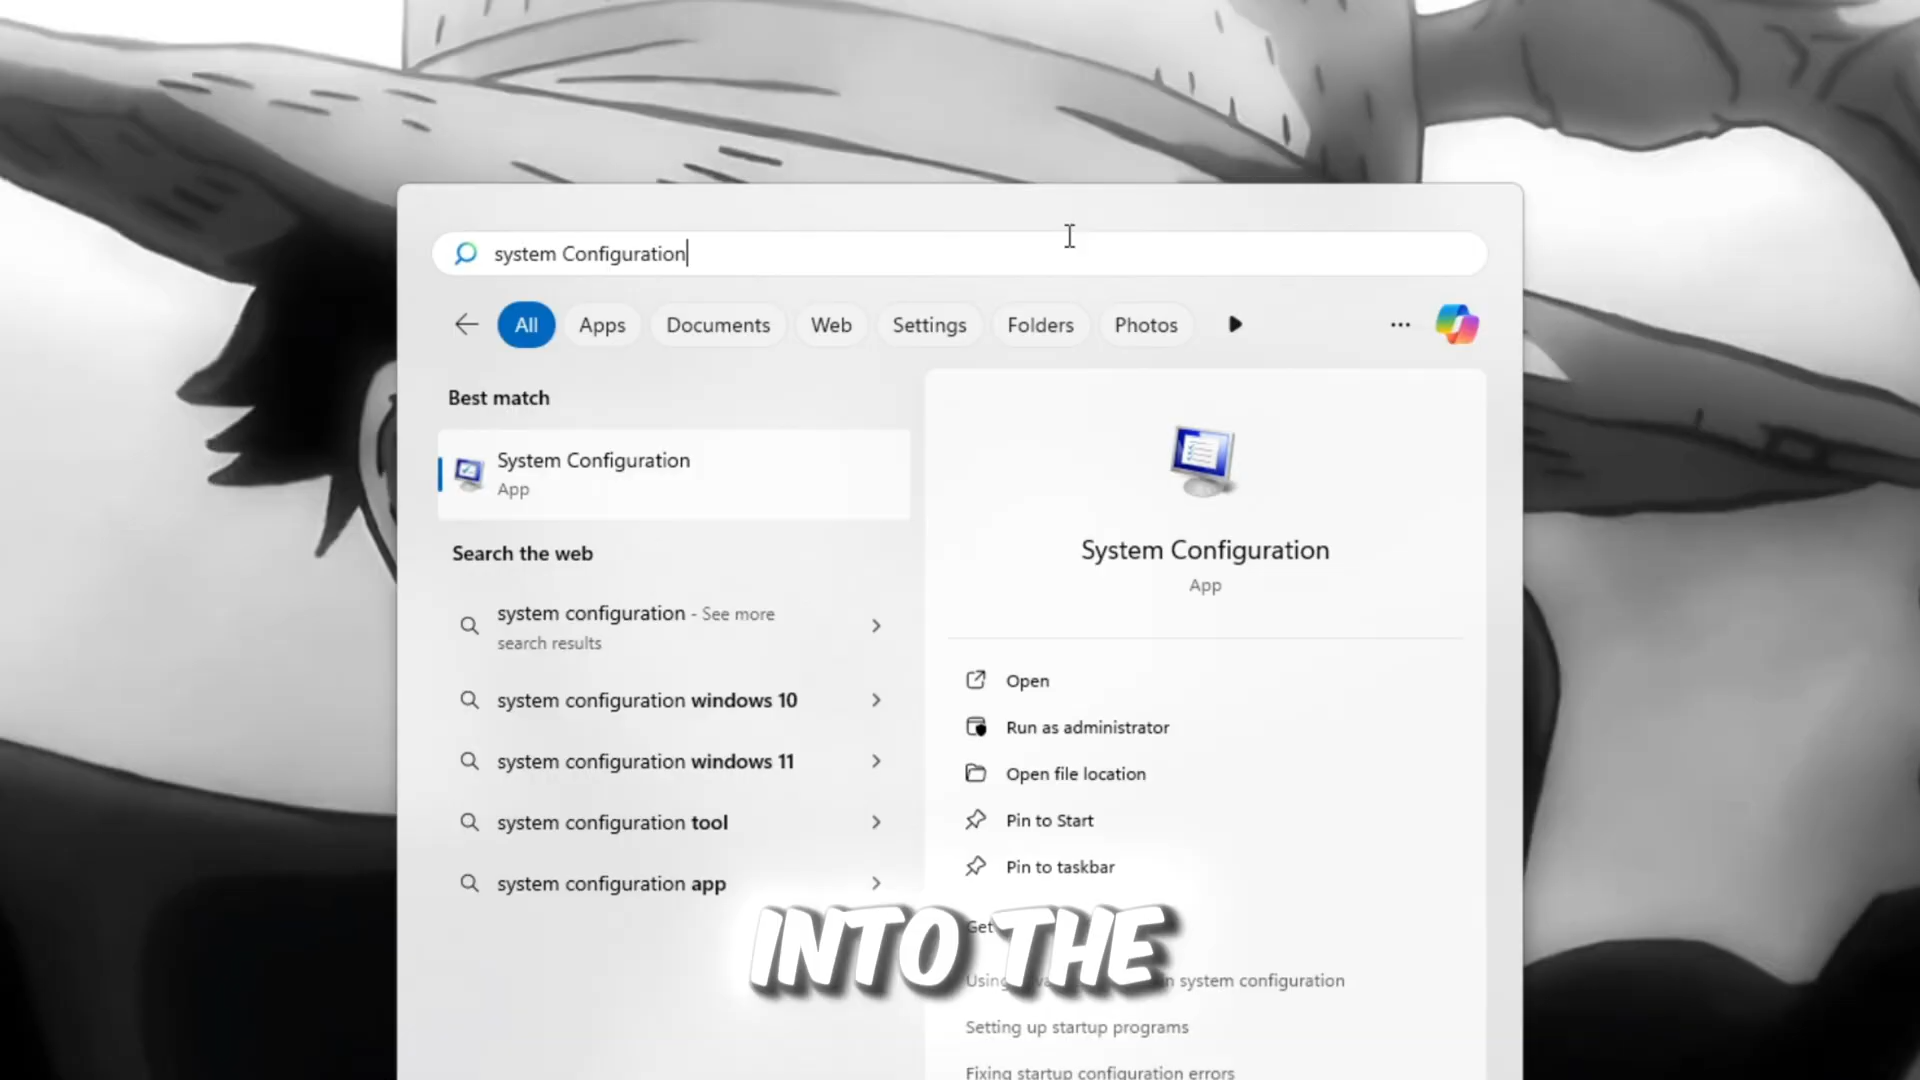 system Configuration
All
Apps
Documents
Web
Settings
Folders
Photos
Best match
System Configuration
App
Search the web
system configuration - See more
search results
system configuration windows 10
system configuration windows 11
system configuration tool
system configuration app
System Configuration
App
Open
Run as administrator
Open file location
Pin to Start
Pin to taskbar
Get
INTO THE
system configuration
Setting up startup programs
Fixing startup configuration errors